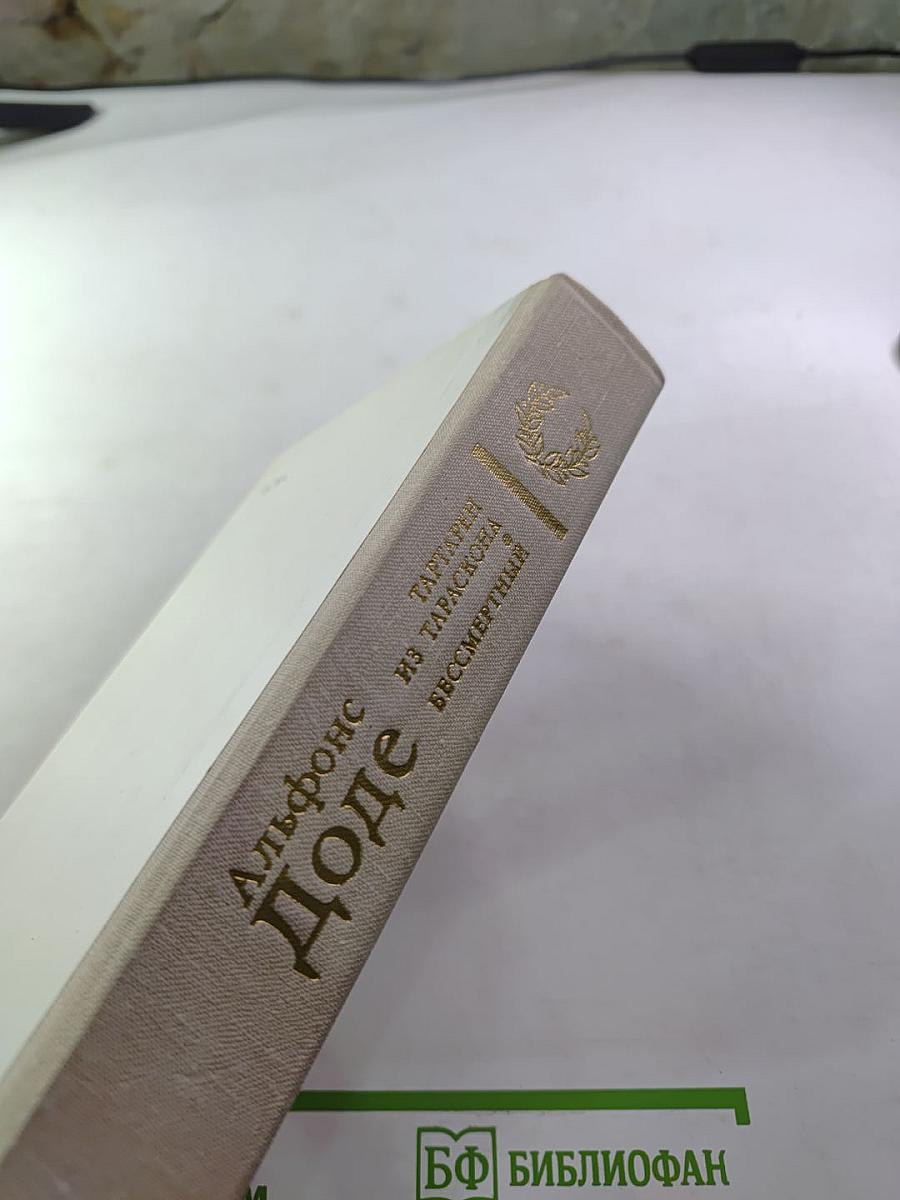 Альфонс
Доде
ТАРТАРЕН
ИЗ ТАРАСКОНА
БЕССМЕРТНЫЙ
БФ БИБЛИОФАН